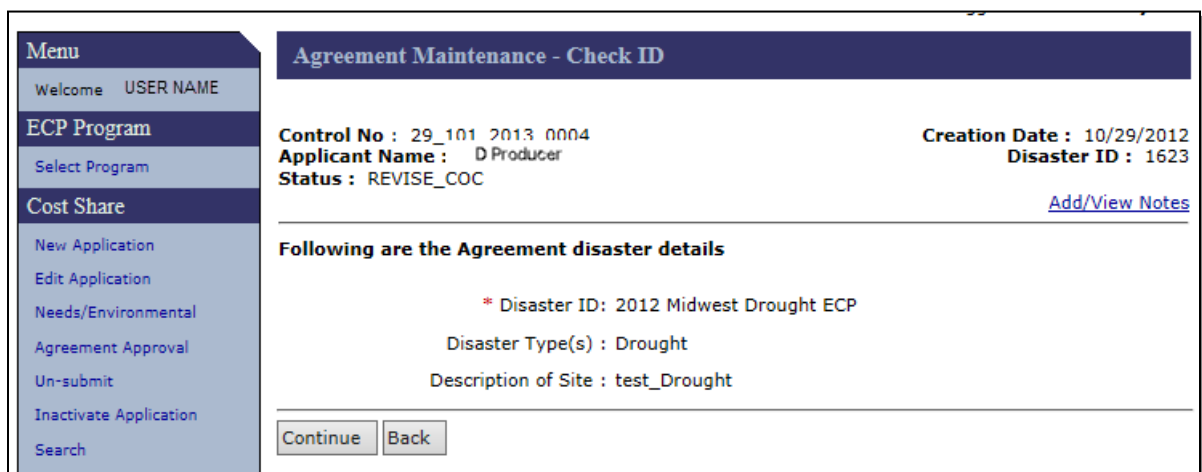 Menu
Welcome USER NAME
ECP Program
Select Program
Cost Share
New Application
Edit Application
Needs/Environmental
Agreement Approval
Un-submit
Inactivate Application
Search
Agreement Maintenance - Check ID
Control No : 29_101_2013_0004
Creation Date : 10/29/2012
Applicant Name : D Producer
Disaster ID : 1623
Status : REVISE_COC
Add/View Notes
Following are the Agreement disaster details
* Disaster ID: 2012 Midwest Drought ECP
Disaster Type(s) : Drought
Description of Site : test_Drought
Continue Back